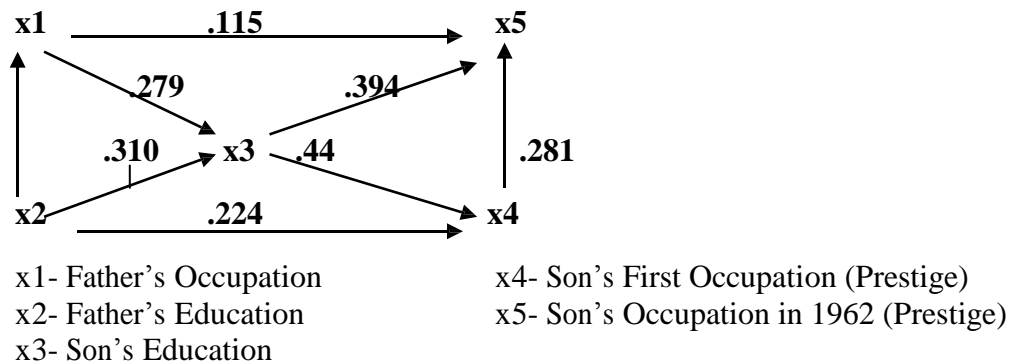 x1 .115 x5
.279 .394
.310 x3 .44 .281
x2 .224 x4
x1- Father’s Occupation x4- Son’s First Occupation (Prestige)
x2- Father’s Education x5- Son’s Occupation in 1962 (Prestige)
x3- Son’s Education